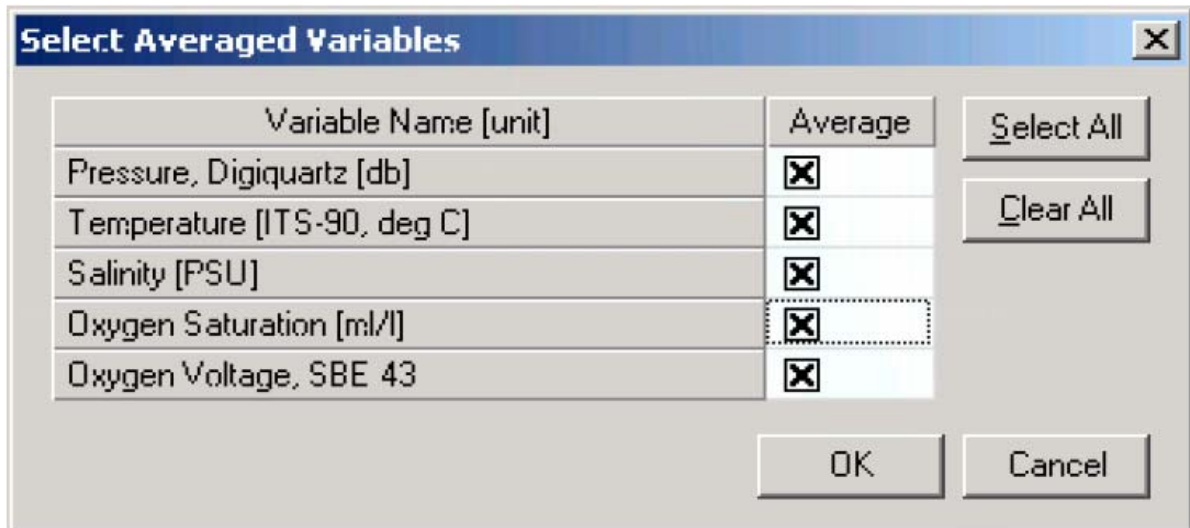 Select Averaged Variables
Variable Name [unit] Average
Pressure, Digiquartz [db]
Temperature [ITS-90, deg C]
Salinity [PSU]
Oxygen Saturation [ml/l]
Oxygen Voltage, SBE 43
Select All
Clear All
OK Cancel